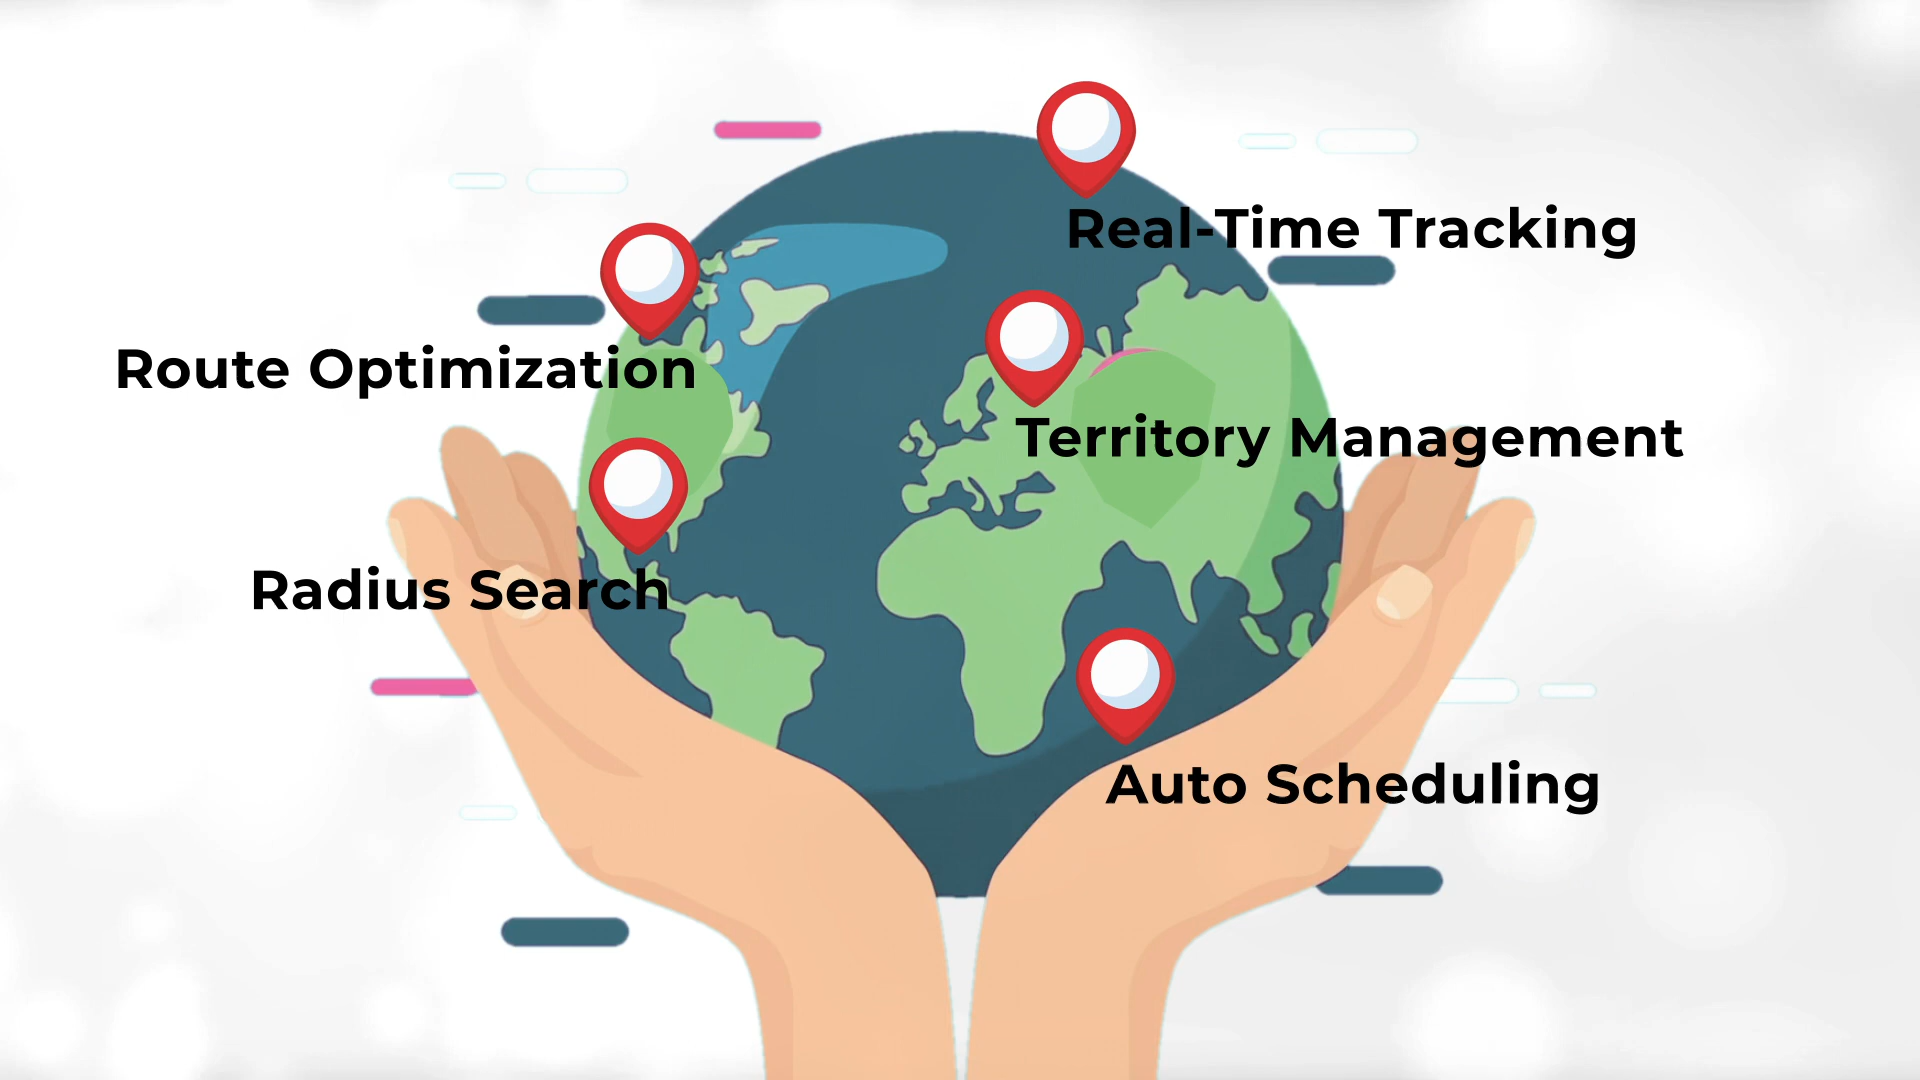 Real-Time Tracking
Route Optimization
Territory Management
Radius Search
Auto Scheduling